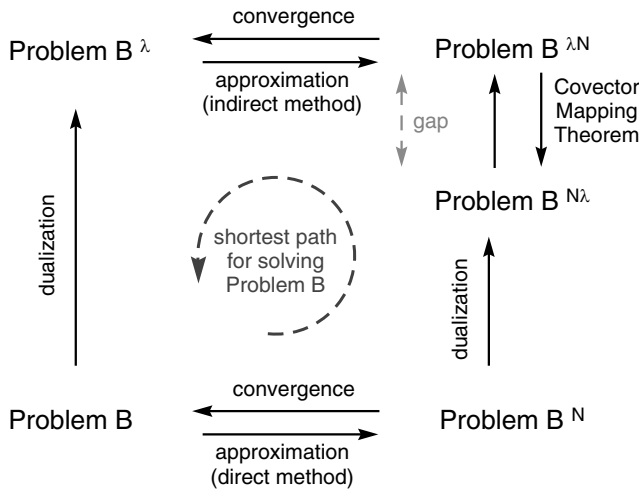 convergence
Problem B λ
Problem B λN
approximation
(indirect method)
Covector
Mapping
Theorem
gap
Problem B Nλ
shortest path
for solving
Problem B
dualization
dualization
convergence
Problem B
Problem B N
approximation
(direct method)